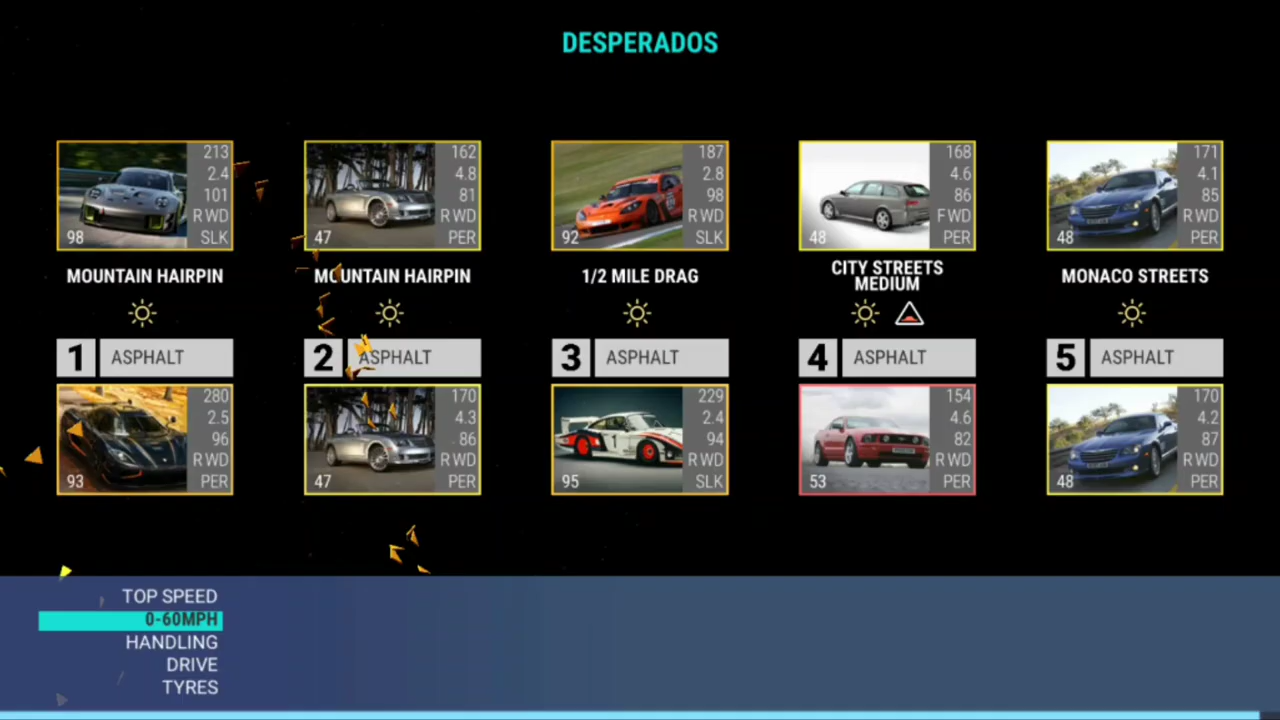 DESPERADOS
213
2.4
101
RWD
98 SLK
162
4.8
81
RWD
47 PER
187
2.8
98
RWD
92 SLK
168
4.6
86
FWD
48 PER
171
4.1
85
RWD
48 PER
MOUNTAIN HAIRPIN
MOUNTAIN HAIRPIN
1/2 MILE DRAG
CITY STREETS
MEDIUM
MONACO STREETS
1 ASPHALT
2 ASPHALT
3 ASPHALT
4 ASPHALT
5 ASPHALT
280
2.5
96
RWD
93 PER
170
4.3
86
RWD
47 PER
229
2.4
94
RWD
95 SLK
154
4.6
82
RWD
53 PER
170
4.2
87
RWD
48 PER
TOP SPEED
0-60MPH
HANDLING
DRIVE
TYRES